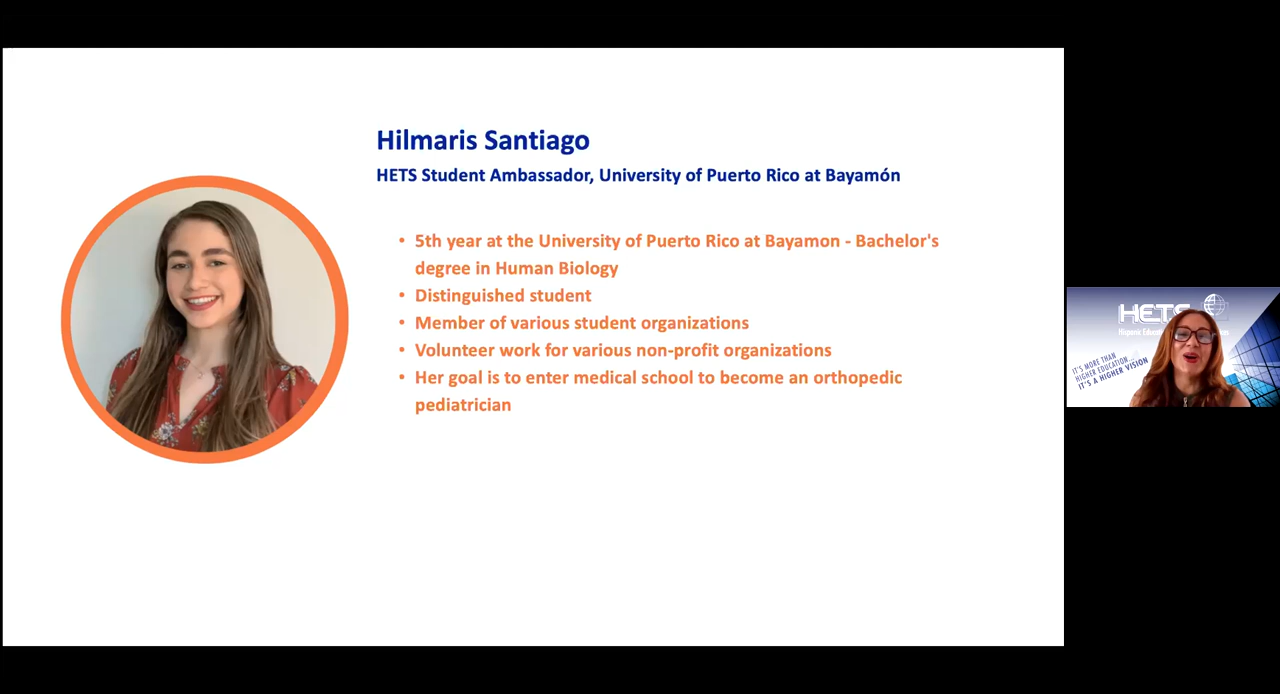 Hilmaris Santiago
HETS Student Ambassador, University of Puerto Rico at Bayamón
• 5th year at the University of Puerto Rico at Bayamon - Bachelor's
degree in Human Biology
• Distinguished student
• Member of various student organizations
• Volunteer work for various non-profit organizations
• Her goal is to enter medical school to become an orthopedic
pediatrician
HETS
Hispanic Educa
IT'S MORE THAN
HIGHER EDUCATION...
IT'S A HIGHER VISION